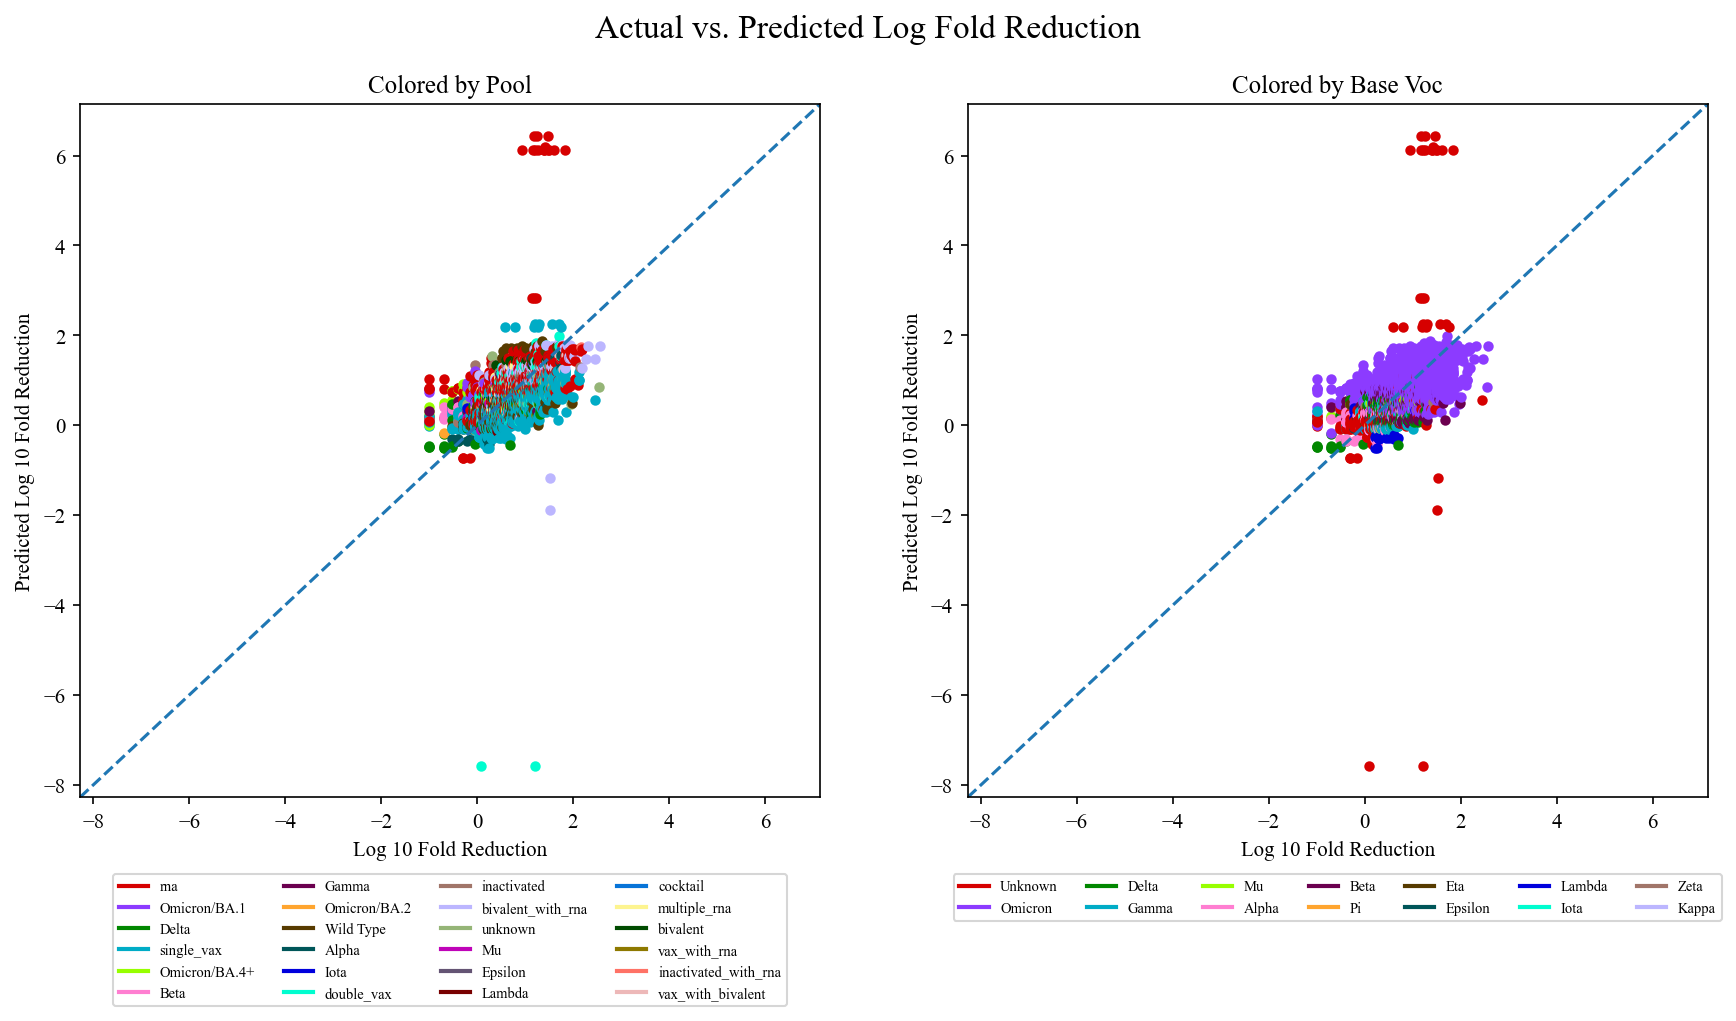 Actual vs. Predicted Log Fold Reduction
Colored by Pool
Predicted Log 10 Fold Reduction
6
4
2
0
−2
−4
−6
−8
−8 −6 −4 −2 0 2 4 6
Log 10 Fold Reduction
rna Gamma inactivated cocktail
Omicron/BA.1 Omicron/BA.2 bivalent_with_rna multiple_rna
Delta Wild Type unknown bivalent
single_vax Alpha Mu vax_with_rna
Omicron/BA.4+ Iota Epsilon inactivated_with_rna
Beta double_vax Lambda vax_with_bivalent
Colored by Base Voc
Predicted Log 10 Fold Reduction
6
4
2
0
−2
−4
−6
−8
−8 −6 −4 −2 0 2 4 6
Log 10 Fold Reduction
Unknown Delta Mu Beta Eta Lambda Zeta
Omicron Gamma Alpha Pi Epsilon Iota Kappa